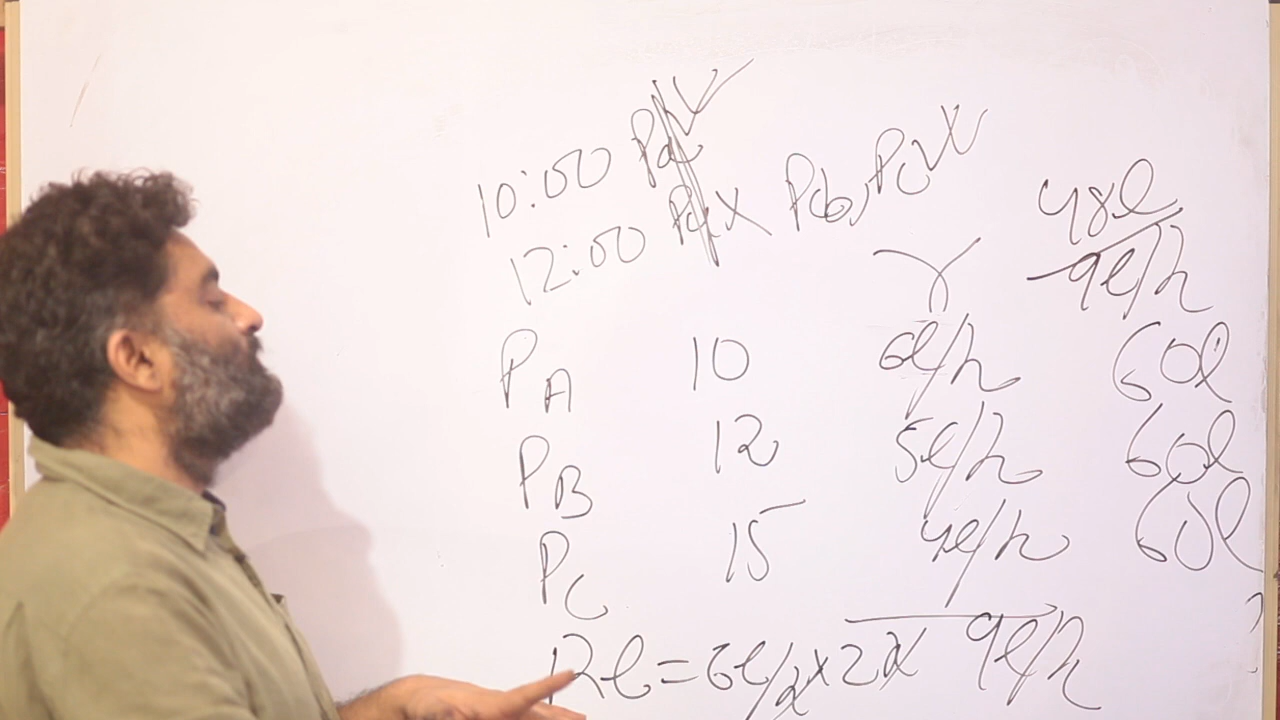 10:00 Pa ✓
12:00 Pa X Pb, Pc ✓ X
48l
r 9l/h
PA 10 6l/h 60l
PB 12 5l/h 60l
PC 15 4l/h 60l
12l = 6l/h x 2h 9l/h